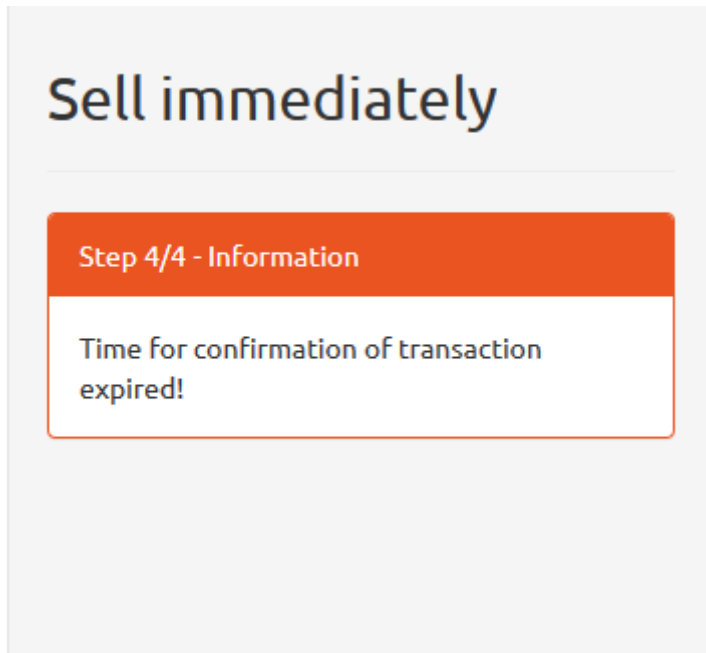 Sell immediately
Step 4/4 - Information
Time for confirmation of transaction
expired!